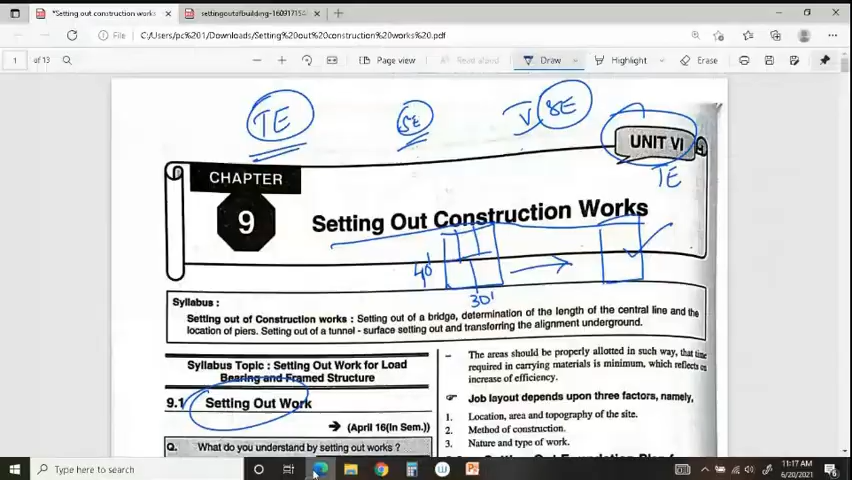 *Setting out construction works
settingoutofbuilding-160917154
File
C:/Users/pc%201/Downloads/Setting%20out%20construction%20works%20.pdf
1 of 13
Page view
Read aloud
Draw
Highlight
Erase
TE
SE
V SE
UNIT VI
TE
CHAPTER
9
Setting Out Construction Works
40'
30'
Syllabus :
Setting out of Construction works : Setting out of a bridge, determination of the length of the central line and the
location of piers. Setting out of a tunnel - surface setting out and transferring the alignment underground.
Syllabus Topic : Setting Out Work for Load
Bearing and Framed Structure
9.1 Setting Out Work
→ (April 16(In Sem.))
Q. What do you understand by setting out works ?
– The areas should be properly allotted in such way, that time
required in carrying materials is minimum, which reflects on
increase of efficiency.
☞ Job layout depends upon three factors, namely,
1. Location, area and topography of the site.
2. Method of construction.
3. Nature and type of work.
Type here to search
11:17 AM
6/20/2021